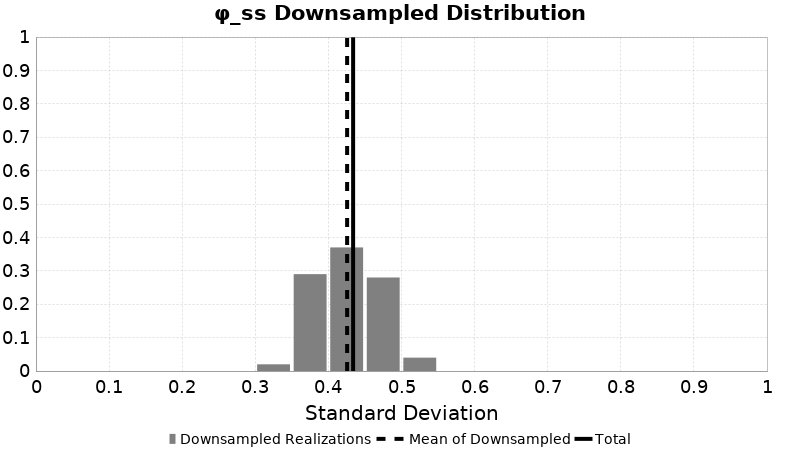 φ_ss Downsampled Distribution
1
0.9
0.8
0.7
0.6
0.5
0.4
0.3
0.2
0.1
0
0 0.1 0.2 0.3 0.4 0.5 0.6 0.7 0.8 0.9 1
Standard Deviation
Downsampled Realizations Mean of Downsampled Total